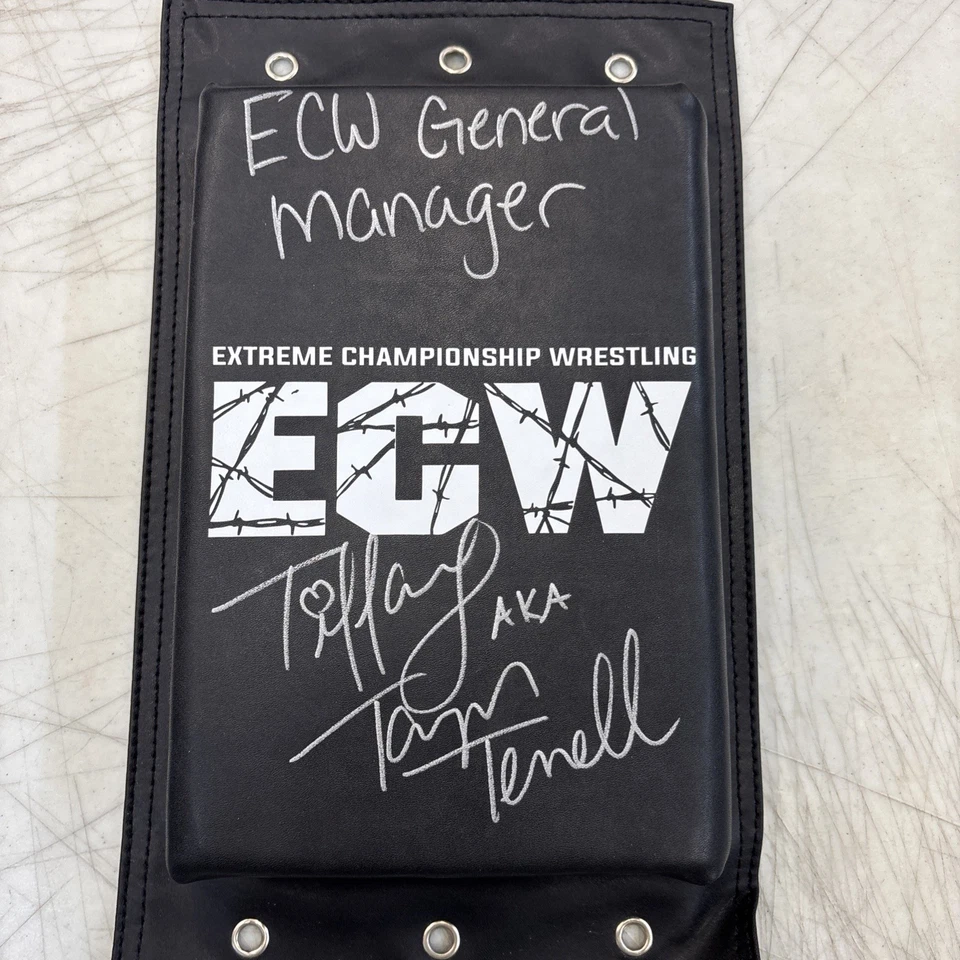 ECW General
Manager
EXTREME CHAMPIONSHIP WRESTLING
ECW
Tiffany
AKA
Taryn
Terrell